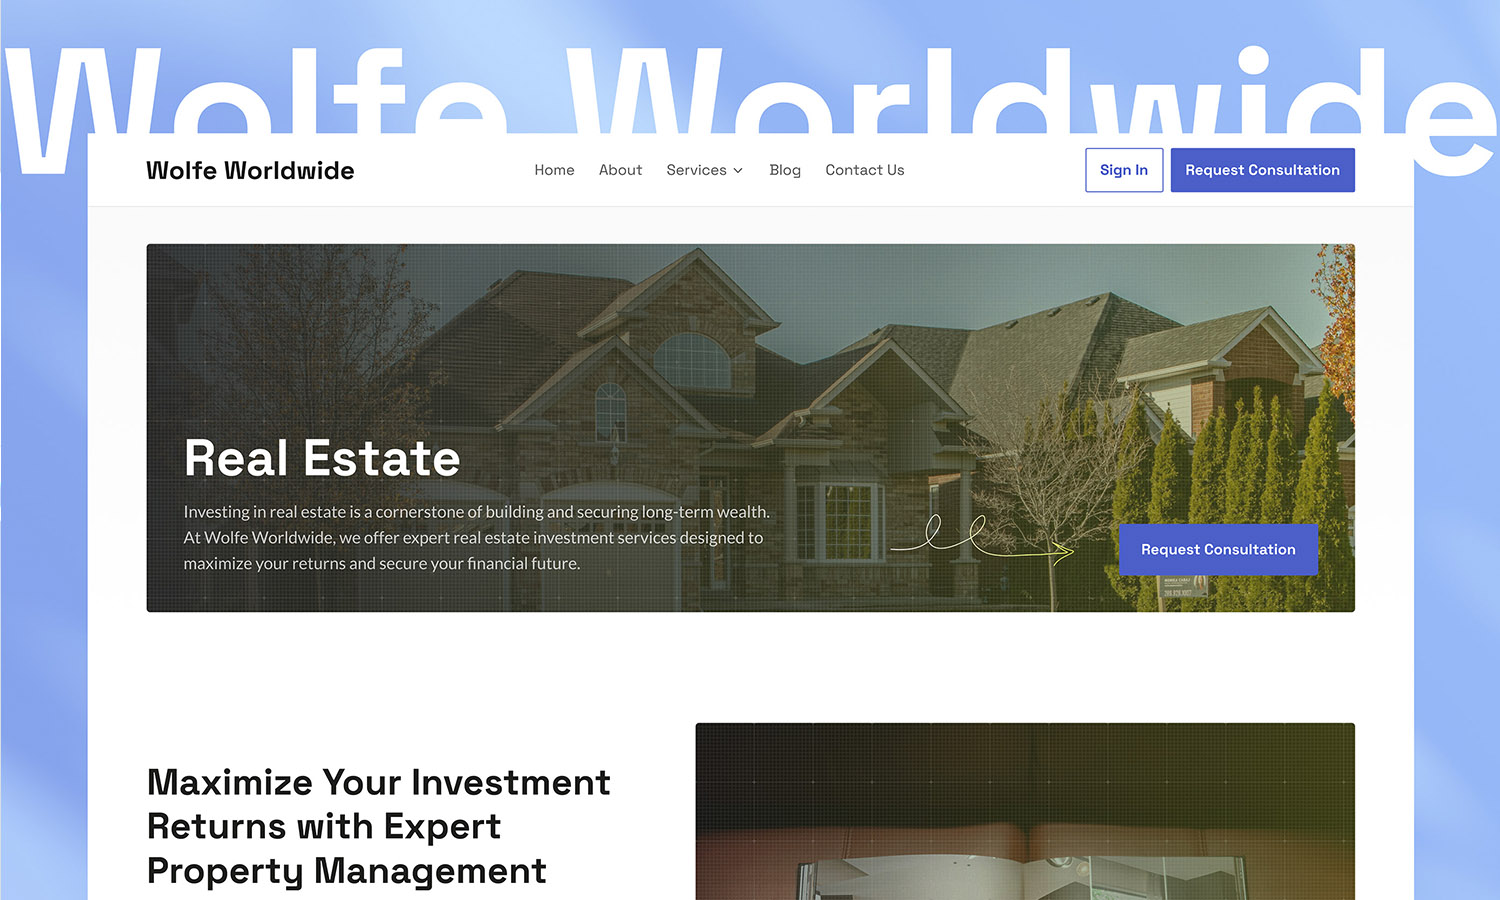 Wolfe Worldwide
Wolfe Worldwide
Home
About
Services
Blog
Contact Us
Sign In
Request Consultation
Real Estate
Investing in real estate is a cornerstone of building and securing long-term wealth.
At Wolfe Worldwide, we offer expert real estate investment services designed to
maximize your returns and secure your financial future.
Request Consultation
Maximize Your Investment
Returns with Expert
Property Management